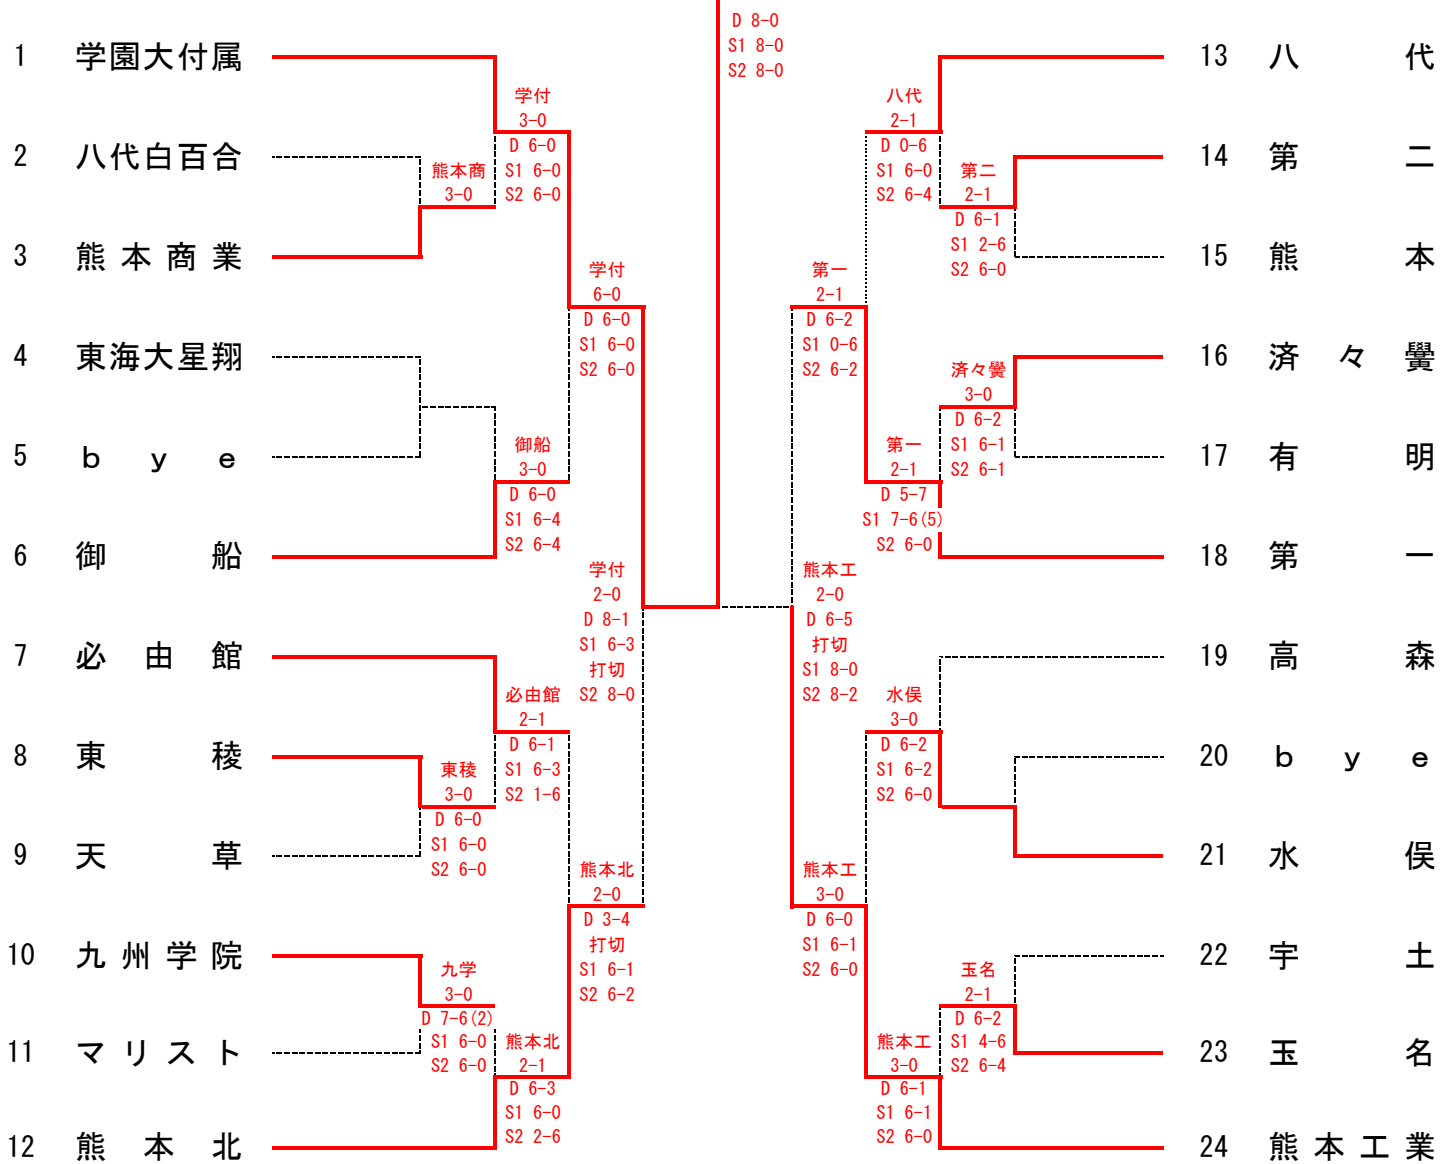 D 8-0
S1 8-0
S2 8-0
1 学園大付属
2 八代白百合
3 熊本商業
4 東海大星翔
5 bye
6 御船
7 必由館
8 東稜
9 天草
10 九州学院
11 マリスト
12 熊本北
熊本商
3-0
東稜
3-0
D 6-0
S1 6-0
S2 6-0
九学
3-0
D 7-6(2)
S1 6-0
S2 6-0
学付
3-0
D 6-0
S1 6-0
S2 6-0
御船
3-0
D 6-0
S1 6-4
S2 6-4
必由館
2-1
D 6-1
S1 6-3
S2 1-6
熊本北
2-1
D 6-3
S1 6-0
S2 2-6
学付
6-0
D 6-0
S1 6-0
S2 6-0
学付
2-0
D 8-1
S1 6-3
打切
S2 8-0
熊本北
2-0
D 3-4
打切
S1 6-1
S2 6-2
第一
2-1
D 6-2
S1 0-6
S2 6-2
熊本工
2-0
D 6-5
打切
S1 8-0
S2 8-2
熊本工
3-0
D 6-0
S1 6-1
S2 6-0
八代
2-1
D 0-6
S1 6-0
S2 6-4
第一
2-1
D 5-7
S1 7-6(5)
S2 6-0
水俣
3-0
D 6-2
S1 6-2
S2 6-0
熊本工
3-0
D 6-1
S1 6-1
S2 6-0
第二
2-1
D 6-1
S1 2-6
S2 6-0
済々黌
3-0
D 6-2
S1 6-1
S2 6-1
玉名
2-1
D 6-2
S1 4-6
S2 6-4
13 八代
14 第二
15 熊本
16 済々黌
17 有明
18 第一
19 高森
20 bye
21 水俣
22 宇土
23 玉名
24 熊本工業